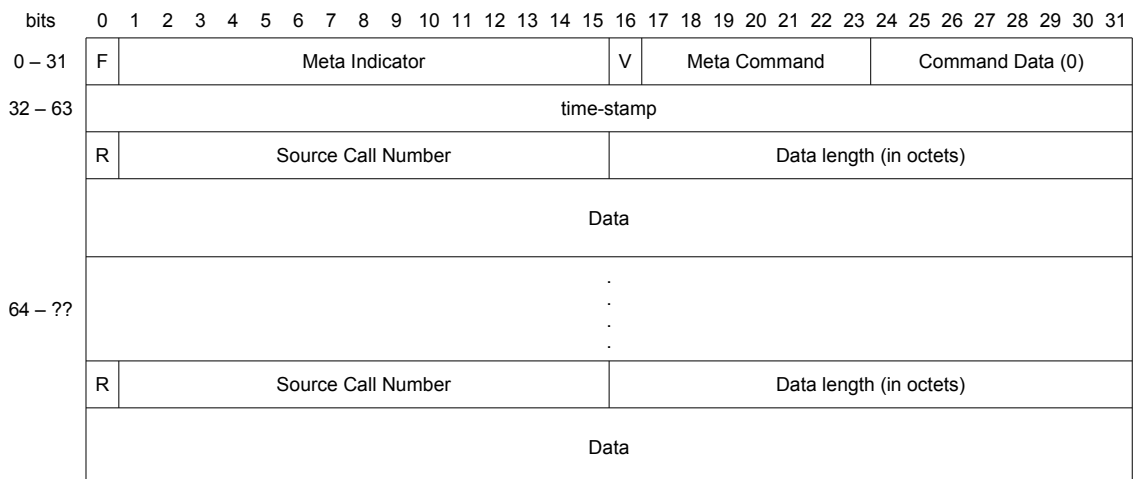 bits 0 1 2 3 4 5 6 7 8 9 10 11 12 13 14 15 16 17 18 19 20 21 22 23 24 25 26 27 28 29 30 31
0 – 31 F Meta Indicator V Meta Command Command Data (0)
32 – 63 time-stamp
R Source Call Number Data length (in octets)
Data
.
.
64 – ??
.
.
R Source Call Number Data length (in octets)
Data